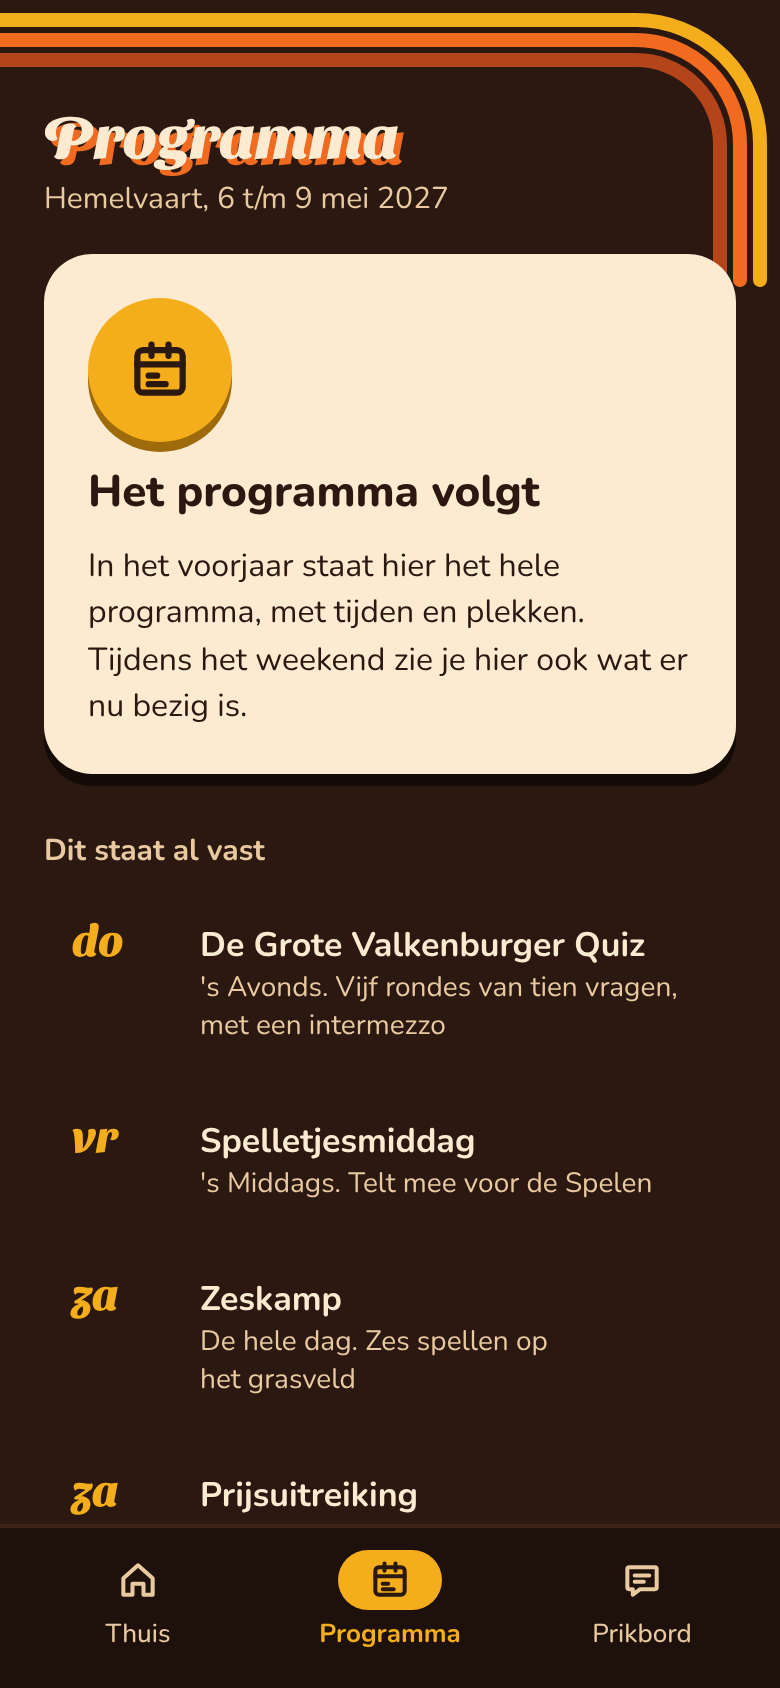 Programma
Hemelvaart, 6 t/m 9 mei 2027
Het programma volgt
In het voorjaar staat hier het hele
programma, met tijden en plekken.
Tijdens het weekend zie je hier ook wat er
nu bezig is.
Dit staat al vast
do
De Grote Valkenburger Quiz
's Avonds. Vijf rondes van tien vragen,
met een intermezzo
vr
Spelletjesmiddag
's Middags. Telt mee voor de Spelen
za
Zeskamp
De hele dag. Zes spellen op
het grasveld
za
Prijsuitreiking
Thuis
Programma
Prikbord